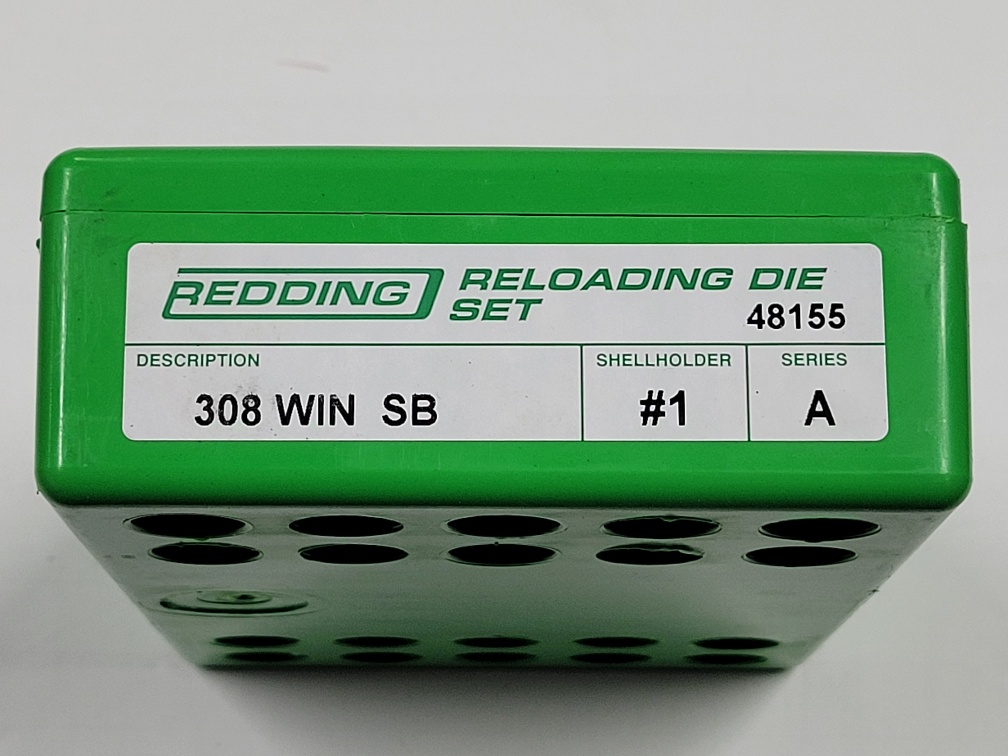 REDDING RELOADING DIE
SET
48155
DESCRIPTION SHELLHOLDER SERIES
308 WIN SB #1 A